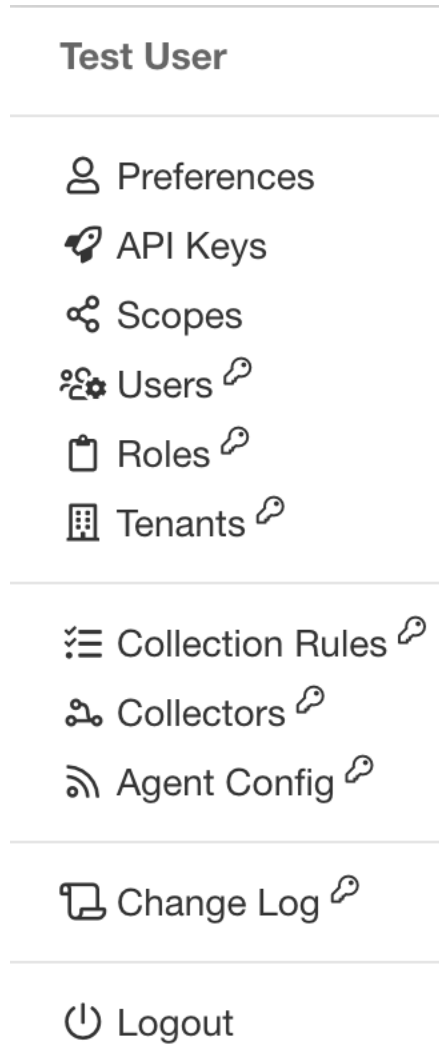 Test User
Preferences
API Keys
Scopes
Users
Roles
Tenants
Collection Rules
Collectors
Agent Config
Change Log
Logout